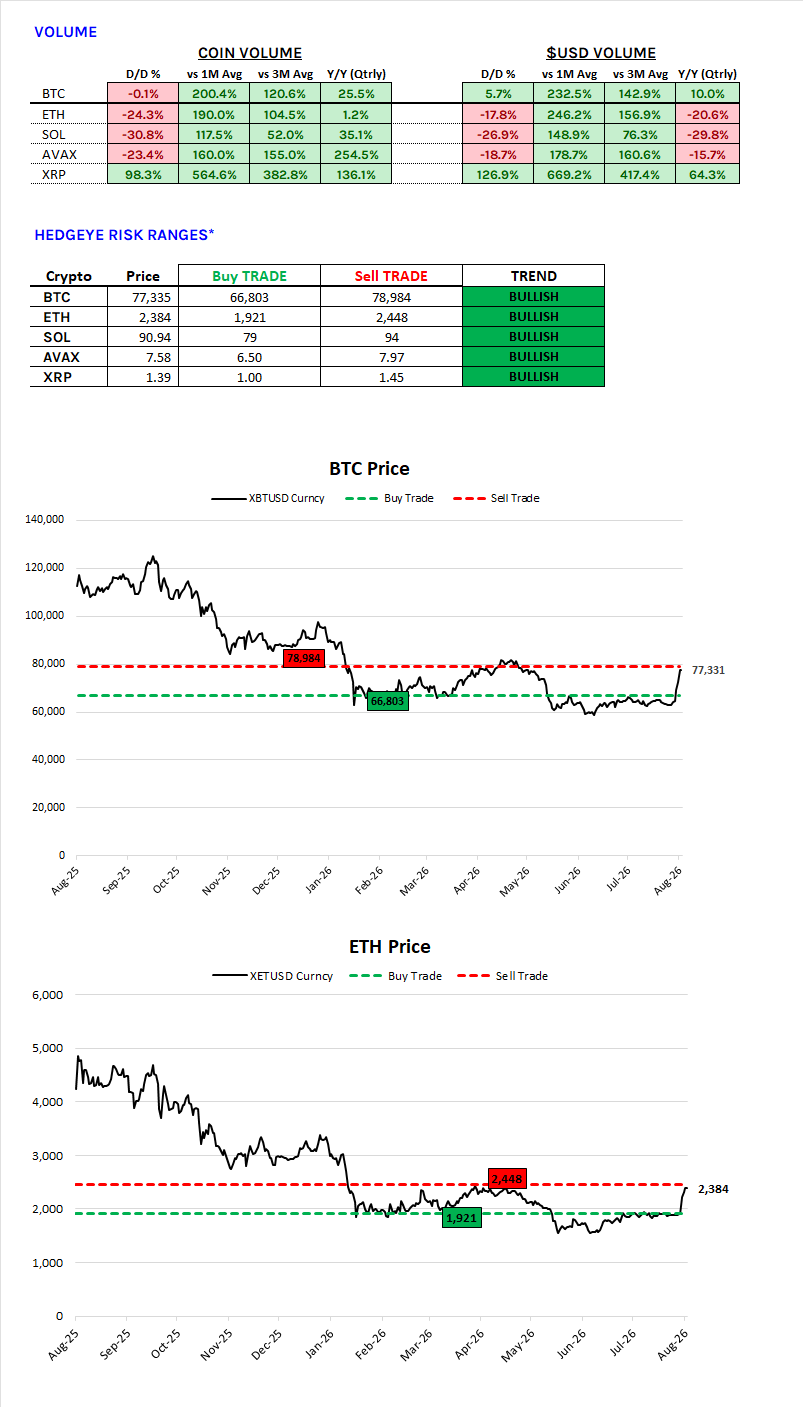 VOLUME
COIN VOLUME $USD VOLUME
D/D % vs 1M Avg vs 3M Avg Y/Y (Qtrly) D/D % vs 1M Avg vs 3M Avg Y/Y (Qtrly)
BTC -0.1% 200.4% 120.6% 25.5% 5.7% 232.5% 142.9% 10.0%
ETH -24.3% 190.0% 104.5% 1.2% -17.8% 246.2% 156.9% -20.6%
SOL -30.8% 117.5% 52.0% 35.1% -26.9% 148.9% 76.3% -29.8%
AVAX -23.4% 160.0% 155.0% 254.5% -18.7% 178.7% 160.6% -15.7%
XRP 98.3% 564.6% 382.8% 136.1% 126.9% 669.2% 417.4% 64.3%
HEDGEYE RISK RANGES*
Crypto Price Buy TRADE Sell TRADE TREND
BTC 77,335 66,803 78,984 BULLISH
ETH 2,384 1,921 2,448 BULLISH
SOL 90.94 79 94 BULLISH
AVAX 7.58 6.50 7.97 BULLISH
XRP 1.39 1.00 1.45 BULLISH
BTC Price
XBTUSD Curncy Buy Trade Sell Trade
140,000
120,000
100,000
80,000
78,984
77,331
66,803
60,000
40,000
20,000
0
Aug-25 Sep-25 Oct-25 Nov-25 Dec-25 Jan-26 Feb-26 Mar-26 Apr-26 May-26 Jun-26 Jul-26 Aug-26
ETH Price
XETUSD Curncy Buy Trade Sell Trade
6,000
5,000
4,000
3,000
2,448
2,384
2,000
1,921
1,000
0
Aug-25 Sep-25 Oct-25 Nov-25 Dec-25 Jan-26 Feb-26 Mar-26 Apr-26 May-26 Jun-26 Jul-26 Aug-26